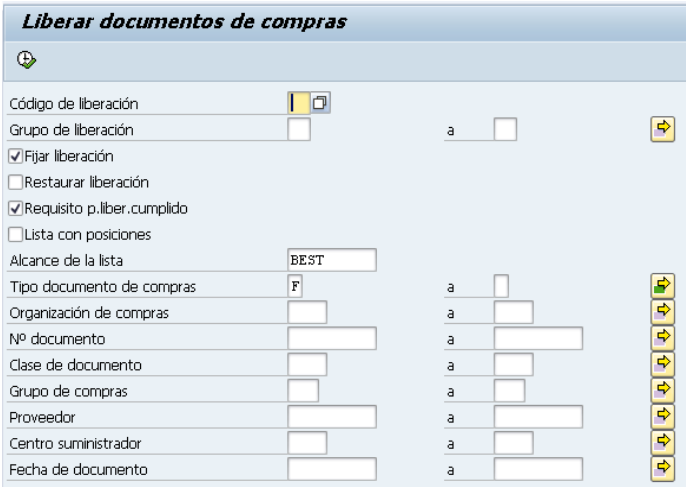 Liberar documentos de compras
Código de liberación
Grupo de liberación a
Fijar liberación
Restaurar liberación
Requisito p.liber.cumplido
Lista con posiciones
Alcance de la lista BEST
Tipo documento de compras F a
Organización de compras a
Nº documento a
Clase de documento a
Grupo de compras a
Proveedor a
Centro suministrador a
Fecha de documento a